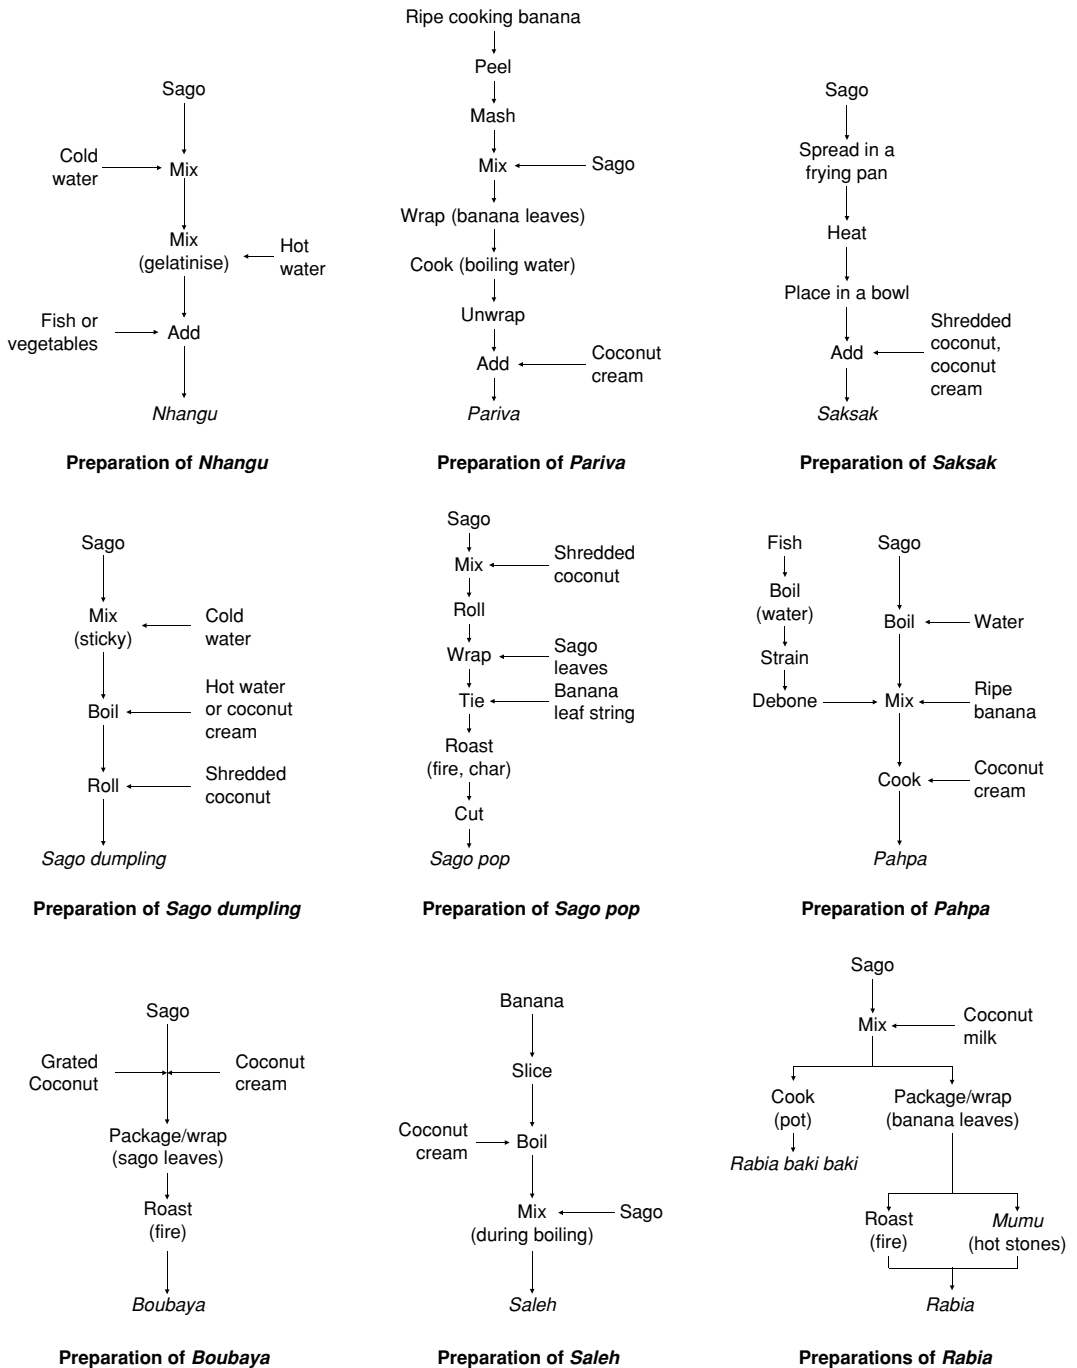 Sago
Cold
water
Mix
Mix
(gelatinise)
Hot
water
Fish or
vegetables
Add
Nhangu
Preparation of Nhangu
Ripe cooking banana
Peel
Mash
Mix
Sago
Wrap (banana leaves)
Cook (boiling water)
Unwrap
Add
Coconut
cream
Pariva
Preparation of Pariva
Sago
Spread in a
frying pan
Heat
Place in a bowl
Add
Shredded
coconut,
coconut
cream
Saksak
Preparation of Saksak
Sago
Mix
(sticky)
Cold
water
Boil
Hot water
or coconut
cream
Roll
Shredded
coconut
Sago dumpling
Preparation of Sago dumpling
Sago
Mix
Shredded
coconut
Roll
Wrap
Sago
leaves
Tie
Banana
leaf string
Roast
(fire, char)
Cut
Sago pop
Preparation of Sago pop
Fish
Boil
(water)
Strain
Debone
Sago
Boil
Water
Mix
Ripe
banana
Cook
Coconut
cream
Pahpa
Preparation of Pahpa
Sago
Grated
Coconut
Coconut
cream
Package/wrap
(sago leaves)
Roast
(fire)
Boubaya
Preparation of Boubaya
Banana
Slice
Coconut
cream
Boil
Mix
(during boiling)
Sago
Saleh
Preparation of Saleh
Sago
Mix
Coconut
milk
Cook
(pot)
Rabia baki baki
Package/wrap
(banana leaves)
Roast
(fire)
Mumu
(hot stones)
Rabia
Preparations of Rabia